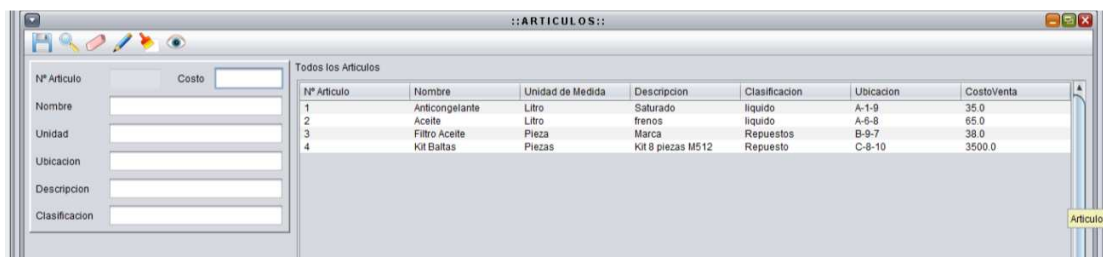 ::ARTICULOS::
Nº Articulo Costo
Nombre
Unidad
Ubicacion
Descripcion
Clasificacion
Todos los Articulos
Nº Articulo Nombre Unidad de Medida Descripcion Clasificacion Ubicacion CostoVenta
1 Anticongelante Litro Saturado liquido A-1-9 35.0
2 Aceite Litro frenos liquido A-6-8 65.0
3 Filtro Aceite Pieza Marca Repuestos B-9-7 38.0
4 Kit Baltas Piezas Kit 8 piezas M512 Repuesto C-8-10 3500.0
Articulo